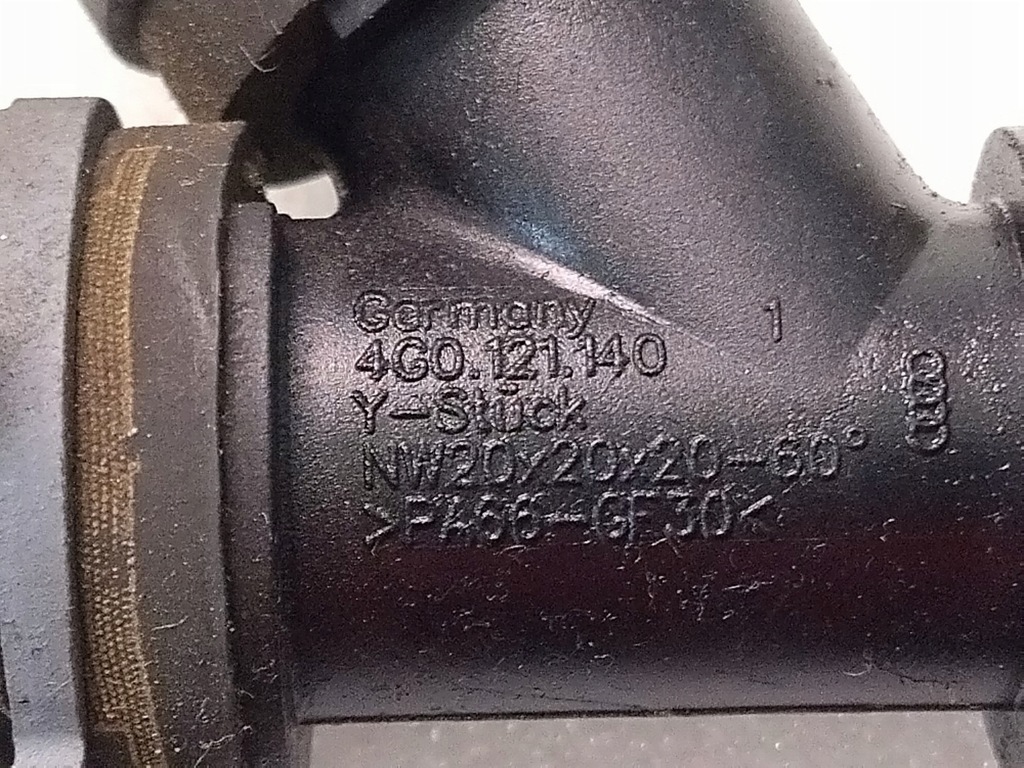 Germany
1
4G0.121.140
Y-Stück
NW20x20x20-60°
>PA66-GF30<